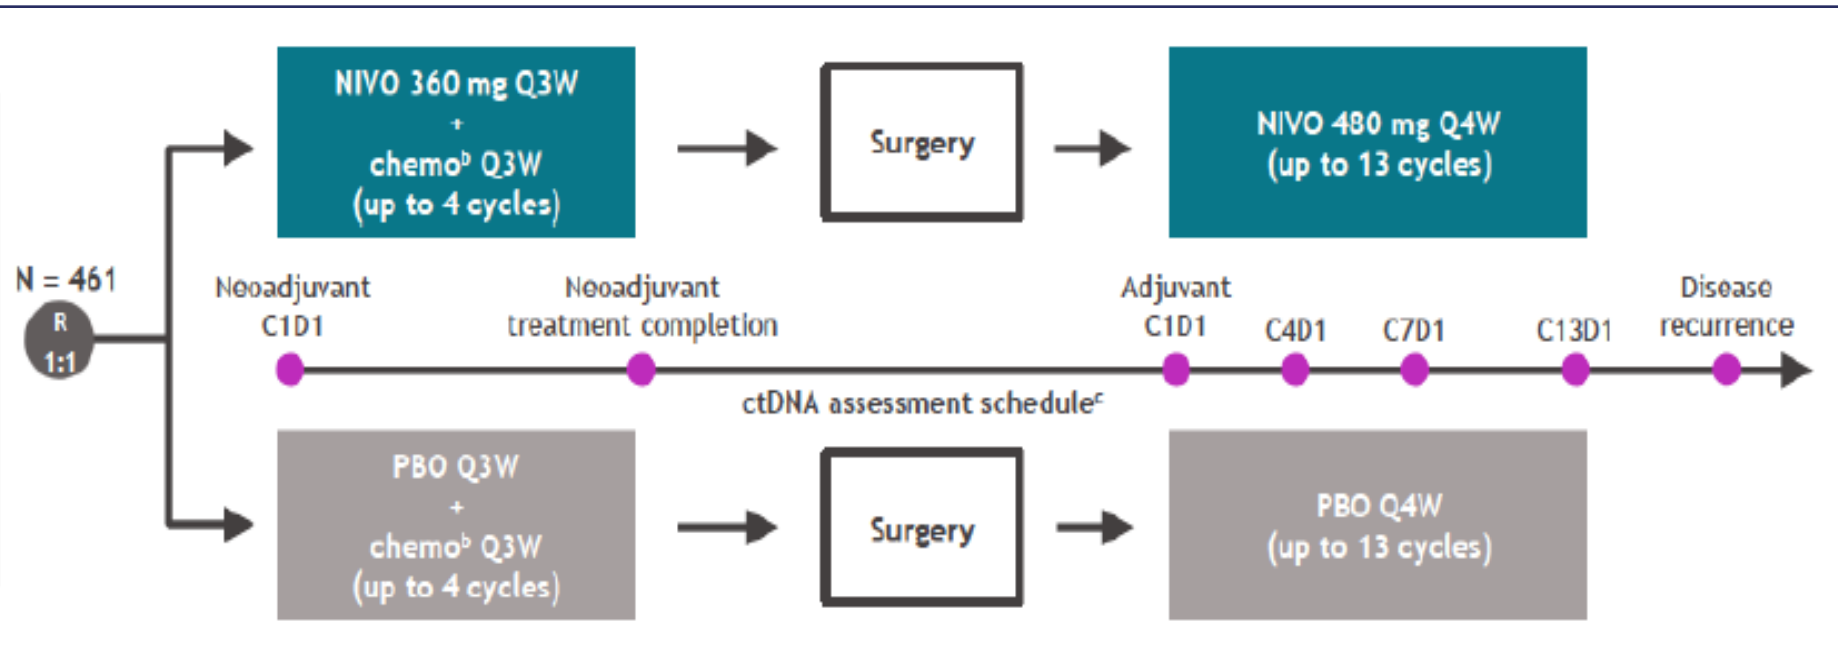 NIVO 360 mg Q3W
+
chemoᵇ Q3W
(up to 4 cycles)
Surgery
NIVO 480 mg Q4W
(up to 13 cycles)
N = 461
R
1:1
Neoadjuvant
C1D1
Neoadjuvant
treatment completion
Adjuvant
C1D1
C4D1
C7D1
C13D1
Disease
recurrence
ctDNA assessment scheduleᶜ
PBO Q3W
+
chemoᵇ Q3W
(up to 4 cycles)
Surgery
PBO Q4W
(up to 13 cycles)